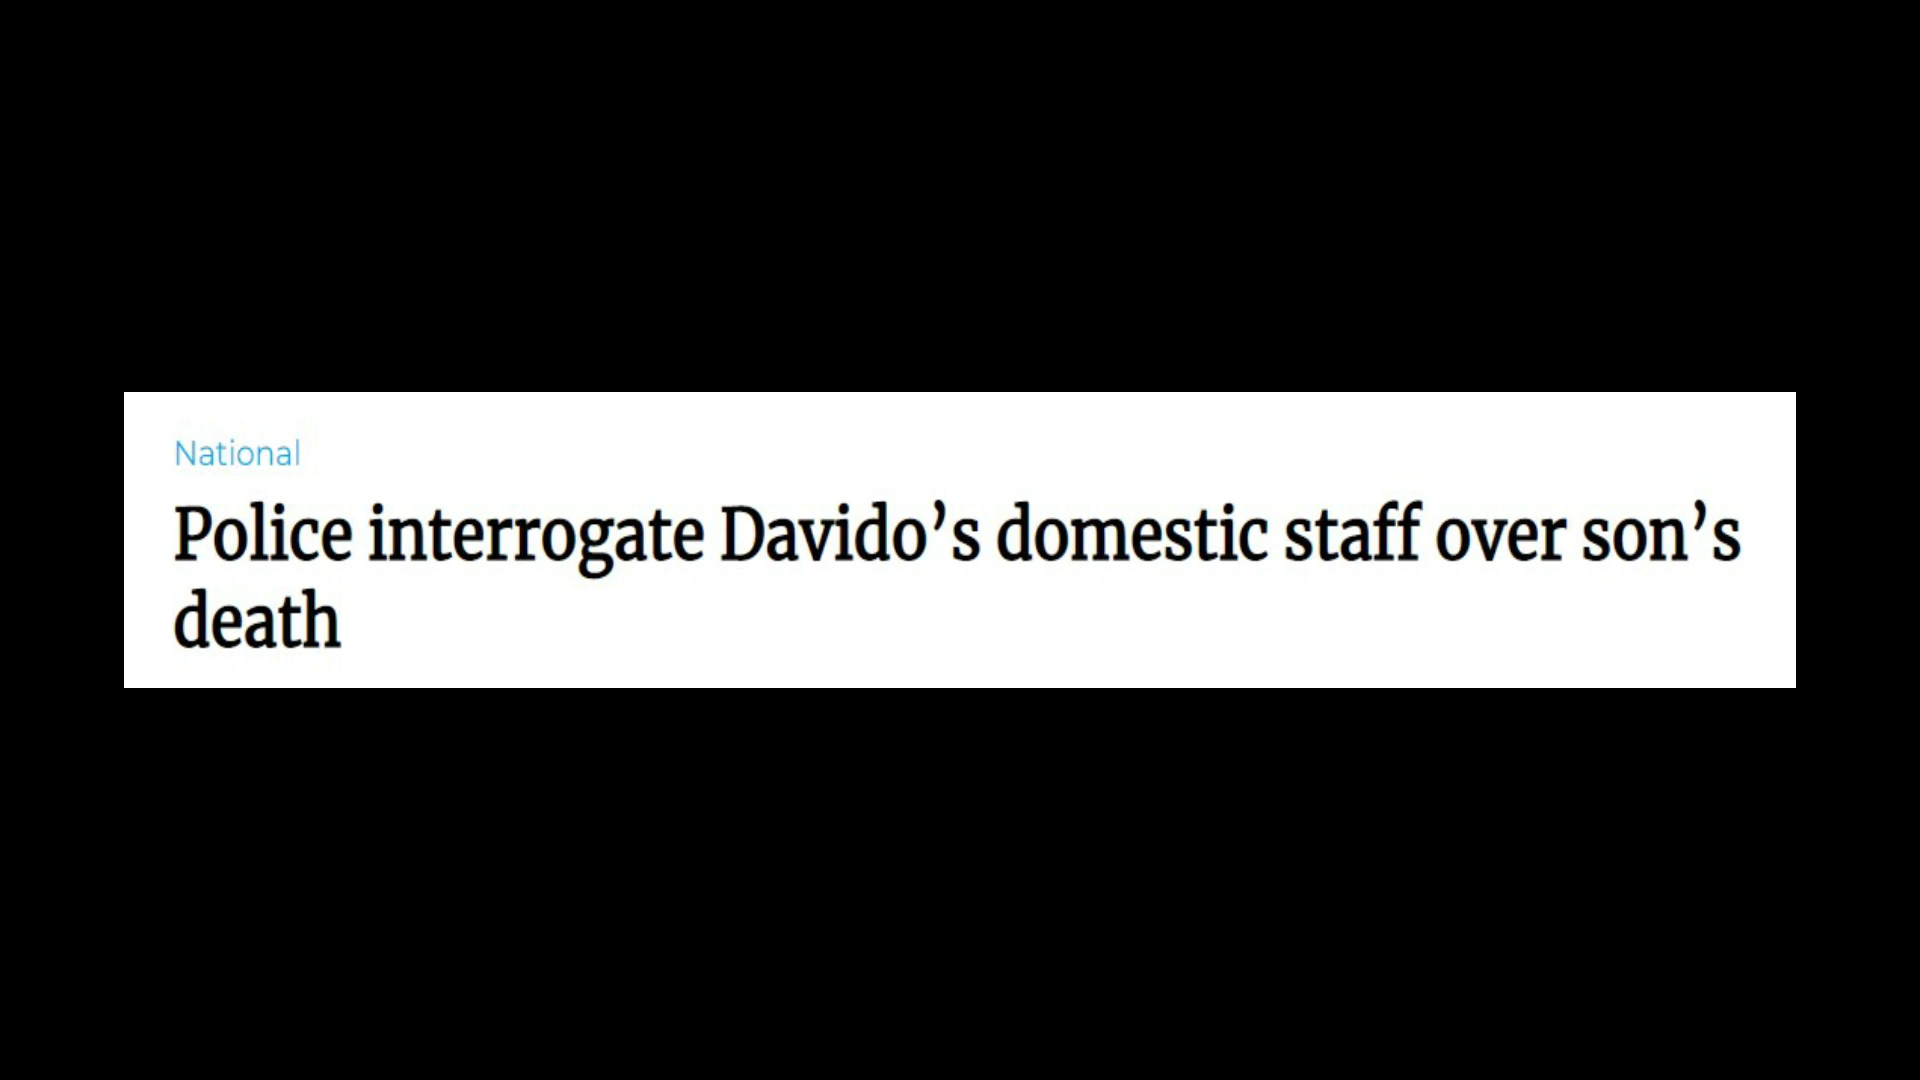 National
Police interrogate Davido’s domestic staff over son’s
death